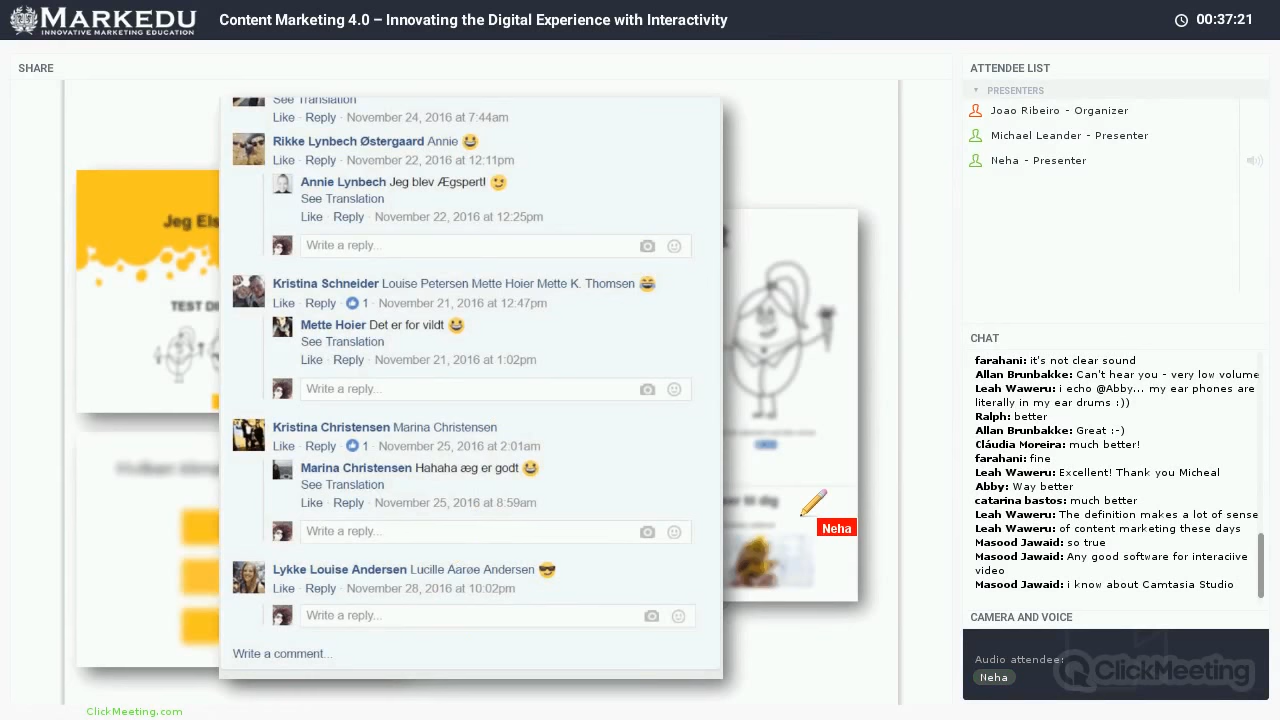 MARKEDU
INNOVATIVE MARKETING EDUCATION
Content Marketing 4.0 – Innovating the Digital Experience with Interactivity
00:37:21
SHARE
See Translation
Like · Reply · November 24, 2016 at 7:44am
Rikke Lynbech Østergaard Annie 😃
Like · Reply · November 22, 2016 at 12:11pm
Annie Lynbech Jeg blev Ægspert! 😉
See Translation
Like · Reply · November 22, 2016 at 12:25pm
Write a reply...
Kristina Schneider Louise Petersen Mette Hoier Mette K. Thomsen 😂
Like · Reply · 1 · November 21, 2016 at 12:47pm
Mette Hoier Det er for vildt 😃
See Translation
Like · Reply · November 21, 2016 at 1:02pm
Write a reply...
Kristina Christensen Marina Christensen
Like · Reply · 1 · November 25, 2016 at 2:01am
Marina Christensen Hahaha æg er godt 😃
See Translation
Like · Reply · November 25, 2016 at 8:59am
Write a reply...
Lykke Louise Andersen Lucille Aarøe Andersen 😎
Like · Reply · November 28, 2016 at 10:02pm
Write a reply...
Write a comment...
Jeg Els
TEST DI
er til dig
Neha
ATTENDEE LIST
PRESENTERS
Joao Ribeiro - Organizer
Michael Leander - Presenter
Neha - Presenter
CHAT
farahani: it's not clear sound
Allan Brunbakke: Can't hear you - very low volume
Leah Waweru: i echo @Abby... my ear phones are
literally in my ear drums :))
Ralph: better
Allan Brunbakke: Great :-)
Cláudia Moreira: much better!
farahani: fine
Leah Waweru: Excellent! Thank you Micheal
Abby: Way better
catarina bastos: much better
Leah Waweru: The definition makes a lot of sense
Leah Waweru: of content marketing these days
Masood Jawaid: so true
Masood Jawaid: Any good software for interaciive
video
Masood Jawaid: i know about Camtasia Studio
CAMERA AND VOICE
Audio attendee:
Neha
ClickMeeting
ClickMeeting.com